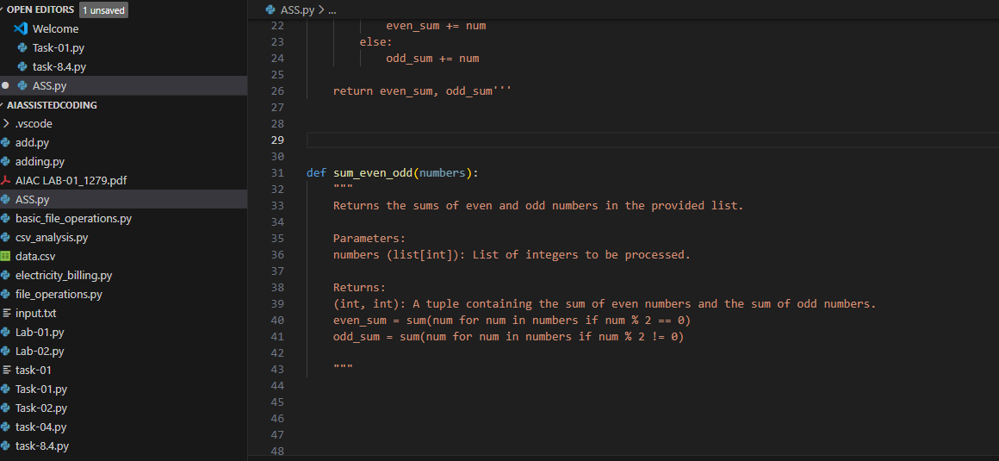 OPEN EDITORS 1 unsaved
Welcome
Task-01.py
task-8.4.py
ASS.py
AIASSISTEDCODING
.vscode
add.py
adding.py
AIAC LAB-01_1279.pdf
ASS.py
basic_file_operations.py
csv_analysis.py
data.csv
electricity_billing.py
file_operations.py
input.txt
Lab-01.py
Lab-02.py
task-01
Task-01.py
Task-02.py
task-04.py
task-8.4.py
ASS.py > ...
22 even_sum += num
23 else:
24 odd_sum += num
25
26 return even_sum, odd_sum'''
27
28
29
30
31 def sum_even_odd(numbers):
32 """
33 Returns the sums of even and odd numbers in the provided list.
34
35 Parameters:
36 numbers (list[int]): List of integers to be processed.
37
38 Returns:
39 (int, int): A tuple containing the sum of even numbers and the sum of odd numbers.
40 even_sum = sum(num for num in numbers if num % 2 == 0)
41 odd_sum = sum(num for num in numbers if num % 2 != 0)
42
43 """
44
45
46
47
48